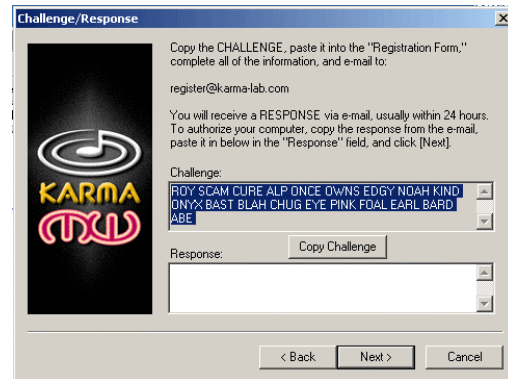 Challenge/Response
Copy the CHALLENGE, paste it into the "Registration Form,"
complete all of the information, and e-mail to:
register@karma-lab.com
You will receive a RESPONSE via e-mail, usually within 24 hours.
To authorize your computer, copy the response from the e-mail,
paste it in below in the "Response" field, and click [Next].
Challenge:
ROY SCAM CURE ALP ONCE OWNS EDGY NOAH KIND
ONYX BAST BLAH CHUG EYE PINK FOAL EARL BARD
ABE
KARMA
Copy Challenge
Response:
< Back
Next >
Cancel